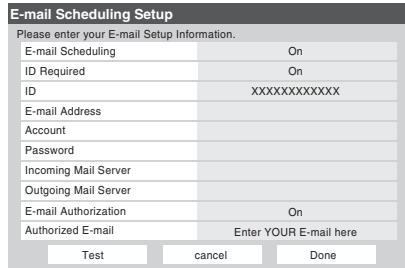 E-mail Scheduling Setup
Please enter your E-mail Setup Information.
E-mail Scheduling On
ID Required On
ID XXXXXXXXXXXX
E-mail Address
Account
Password
Incoming Mail Server
Outgoing Mail Server
E-mail Authorization On
Authorized E-mail Enter YOUR E-mail here
Test cancel Done